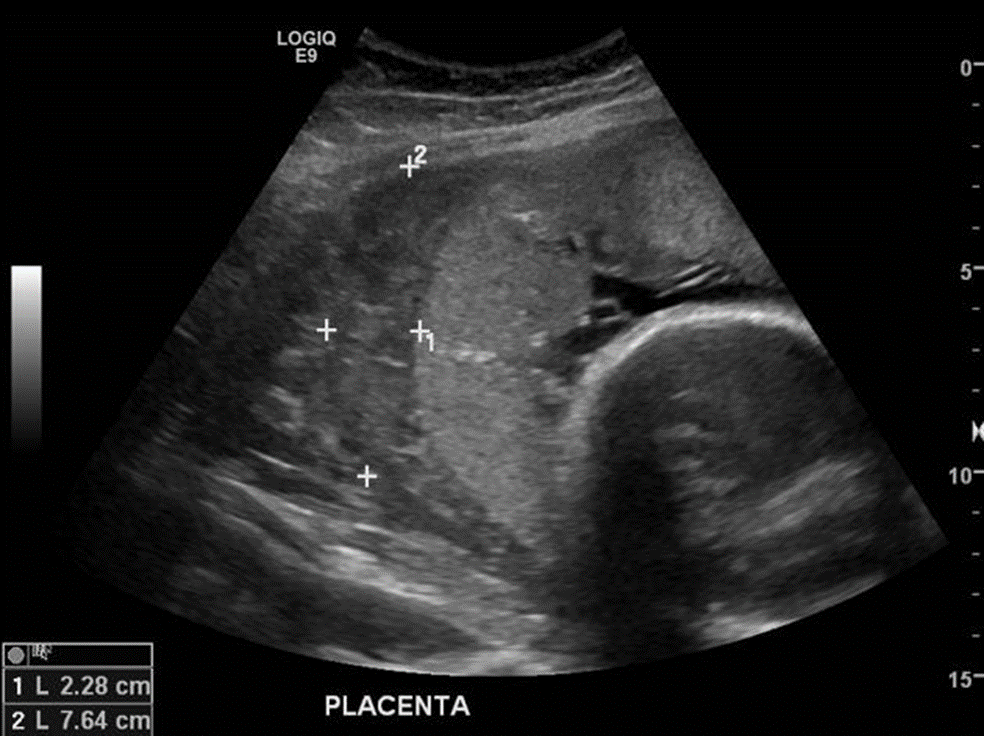 LOGIQ
E9
2
1
0
5
10
15
1 L 2.28 cm
2 L 7.64 cm
PLACENTA